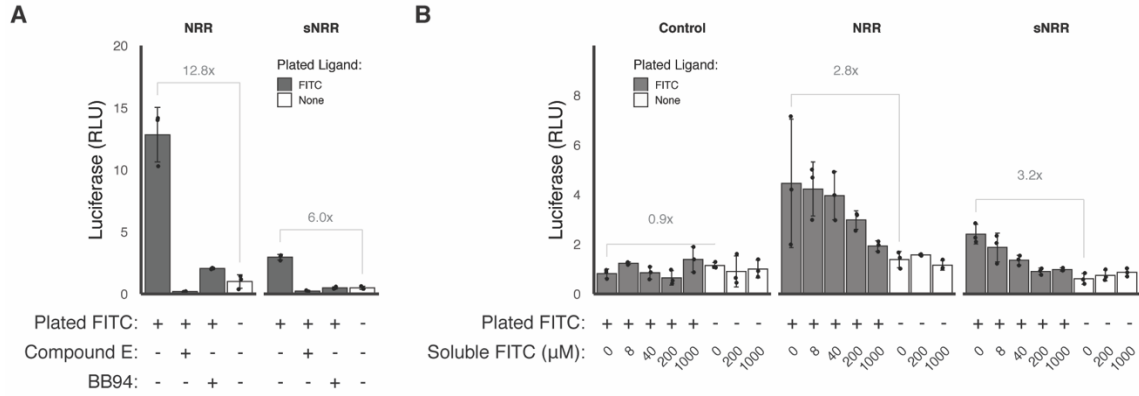 A
NRR
sNRR
20
15
10
5
0
Luciferase (RLU)
Plated Ligand:
FITC
None
12.8x
6.0x
Plated FITC: + + + - + + + -
Compound E: - + - - - + - -
BB94: - - + - - - + -
B
Control
NRR
sNRR
8
6
4
2
0
Luciferase (RLU)
Plated Ligand:
FITC
None
0.9x
2.8x
3.2x
Plated FITC: + + + + + - - - + + + + + - - - + + + + + - - -
Soluble FITC (μM): 0 8 40 200 1000 0 200 1000 0 8 40 200 1000 0 200 1000 0 8 40 200 1000 0 200 1000